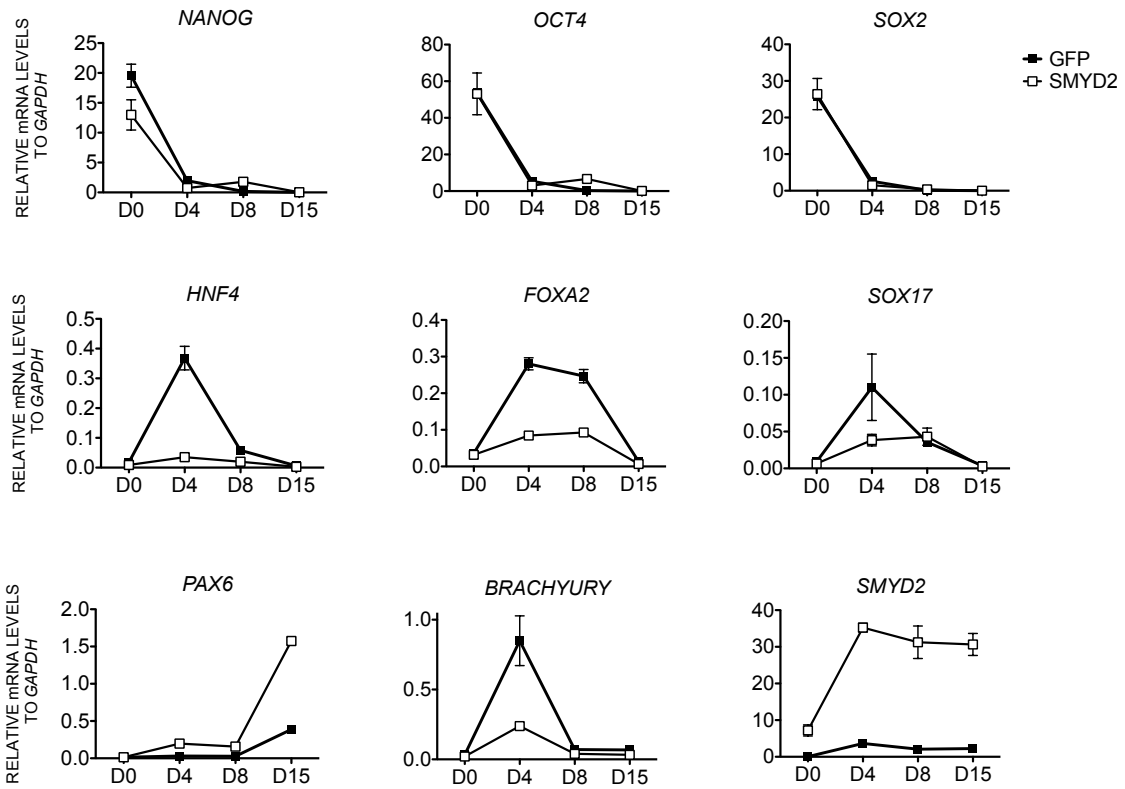 NANOG
OCT4
SOX2
RELATIVE mRNA LEVELS
TO GAPDH
25
20
15
10
5
0
D0 D4 D8 D15
80
60
40
20
0
D0 D4 D8 D15
40
30
20
10
0
D0 D4 D8 D15
GFP
SMYD2
HNF4
FOXA2
SOX17
RELATIVE mRNA LEVELS
TO GAPDH
0.5
0.4
0.3
0.2
0.1
0.0
D0 D4 D8 D15
0.4
0.3
0.2
0.1
0.0
D0 D4 D8 D15
0.20
0.15
0.10
0.05
0.00
D0 D4 D8 D15
PAX6
BRACHYURY
SMYD2
RELATIVE mRNA LEVELS
TO GAPDH
2.0
1.5
1.0
0.5
0.0
D0 D4 D8 D15
1.0
0.5
0.0
D0 D4 D8 D15
40
30
20
10
0
D0 D4 D8 D15